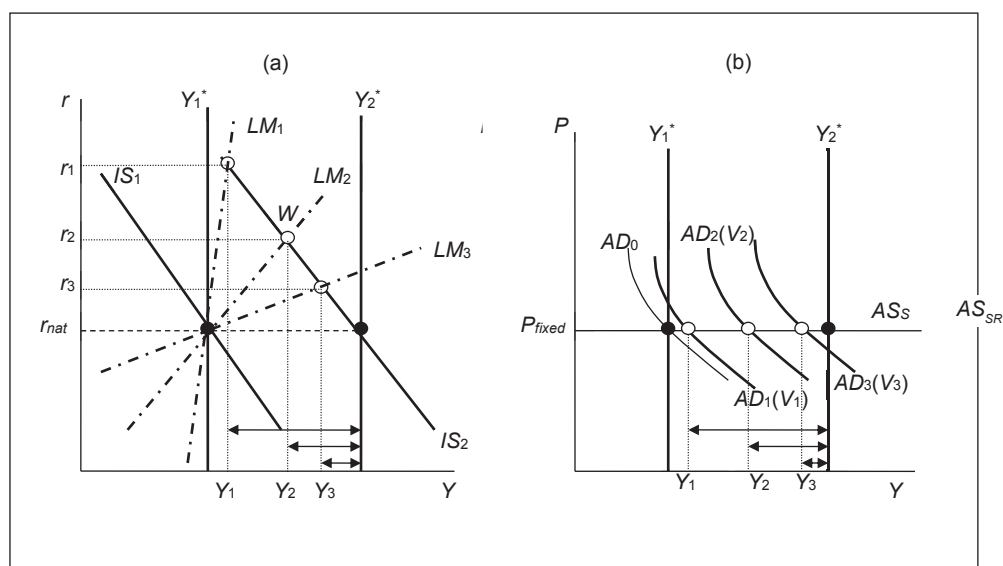 (a)
(b)
r
Y1*
Y2*
LM1
P
Y1*
Y2*
r1
IS1
LM2
W
r2
LM3
AD0
AD2(V2)
r3
rnat
Pfixed
ASS
ASSR
AD1(V1)
AD3(V3)
IS2
Y1
Y2
Y3
Y
Y1
Y2
Y3
Y